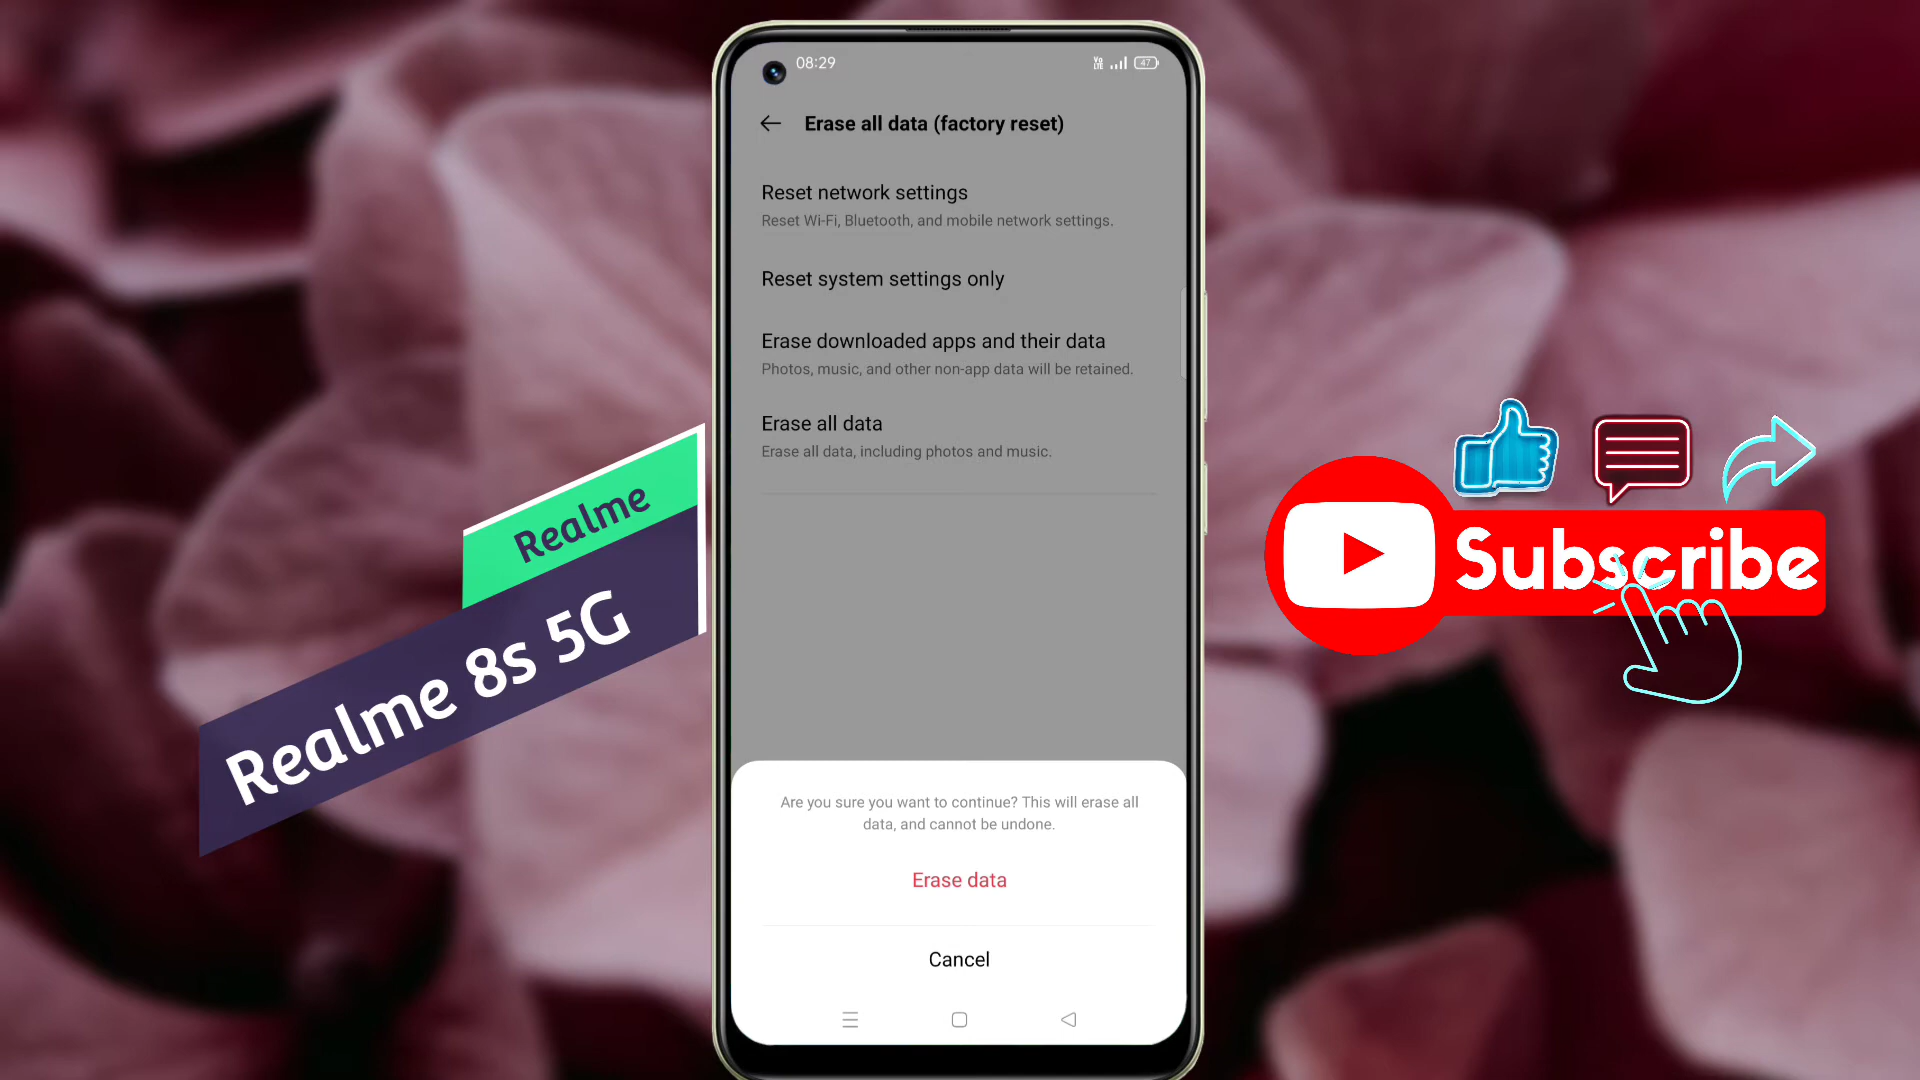 08:29
Vo LTE 47
Erase all data (factory reset)
Reset network settings
Reset Wi-Fi, Bluetooth, and mobile network settings.
Reset system settings only
Erase downloaded apps and their data
Photos, music, and other non-app data will be retained.
Erase all data
Erase all data, including photos and music.
Realme
Realme 8s 5G
Subscribe
Are you sure you want to continue? This will erase all
data, and cannot be undone.
Erase data
Cancel